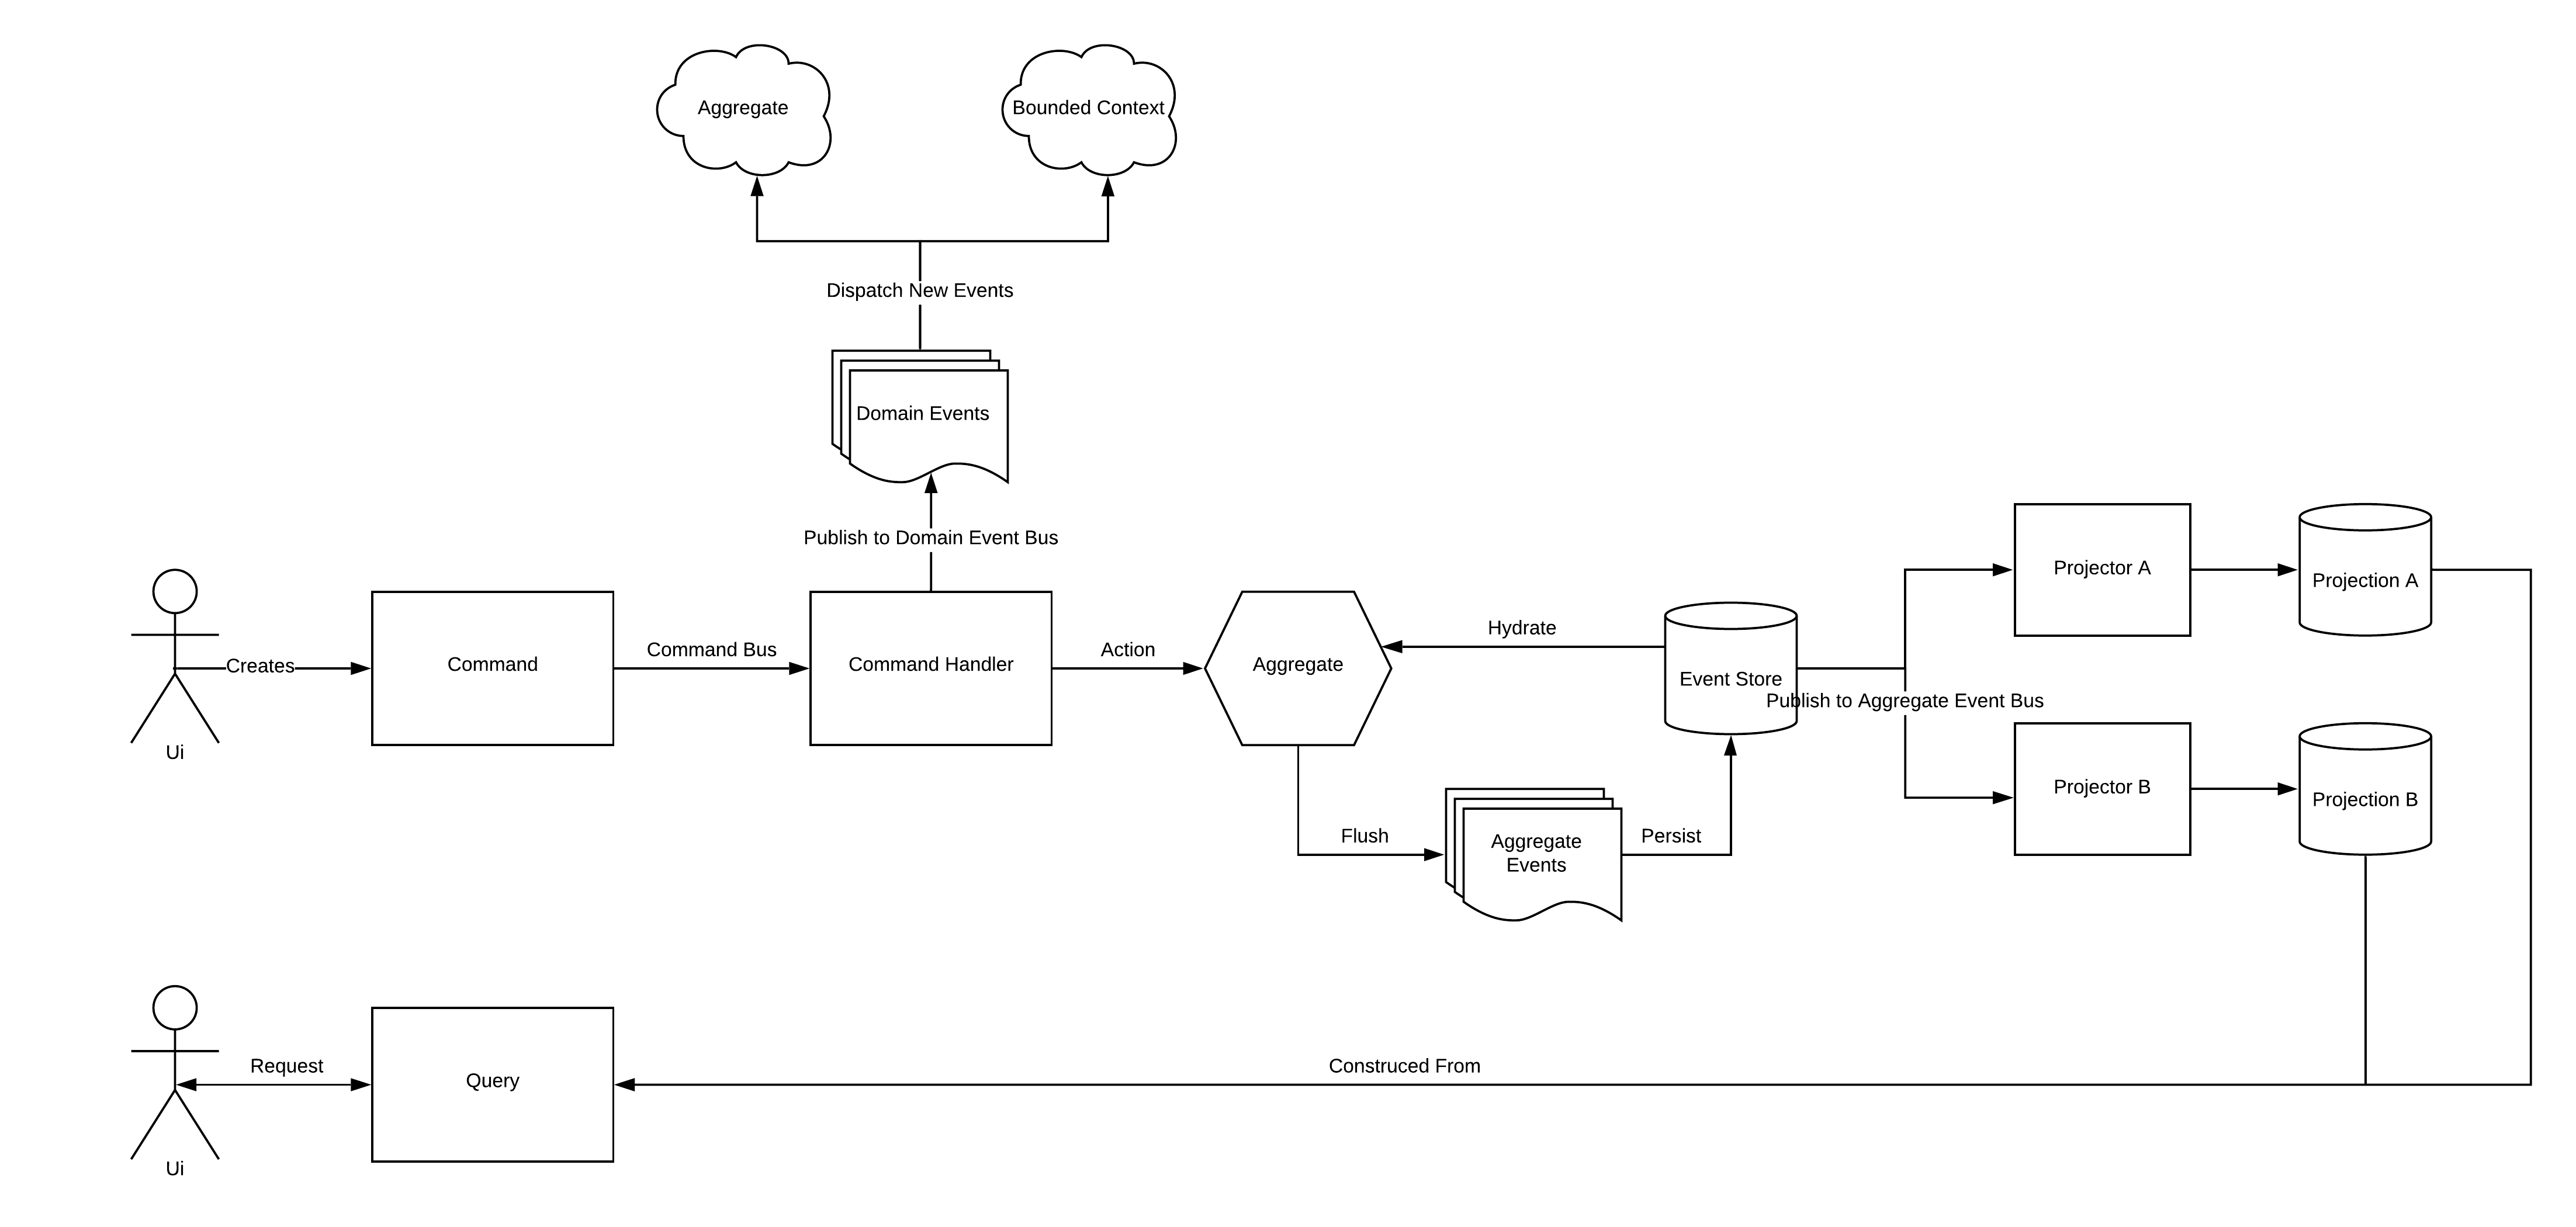 Aggregate
Bounded Context
Dispatch New Events
Domain Events
Publish to Domain Event Bus
Ui
Creates
Command
Command Bus
Command Handler
Action
Aggregate
Hydrate
Event Store
Publish to Aggregate Event Bus
Projector A
Projection A
Projector B
Projection B
Flush
Aggregate
Events
Persist
Ui
Request
Query
Construced From